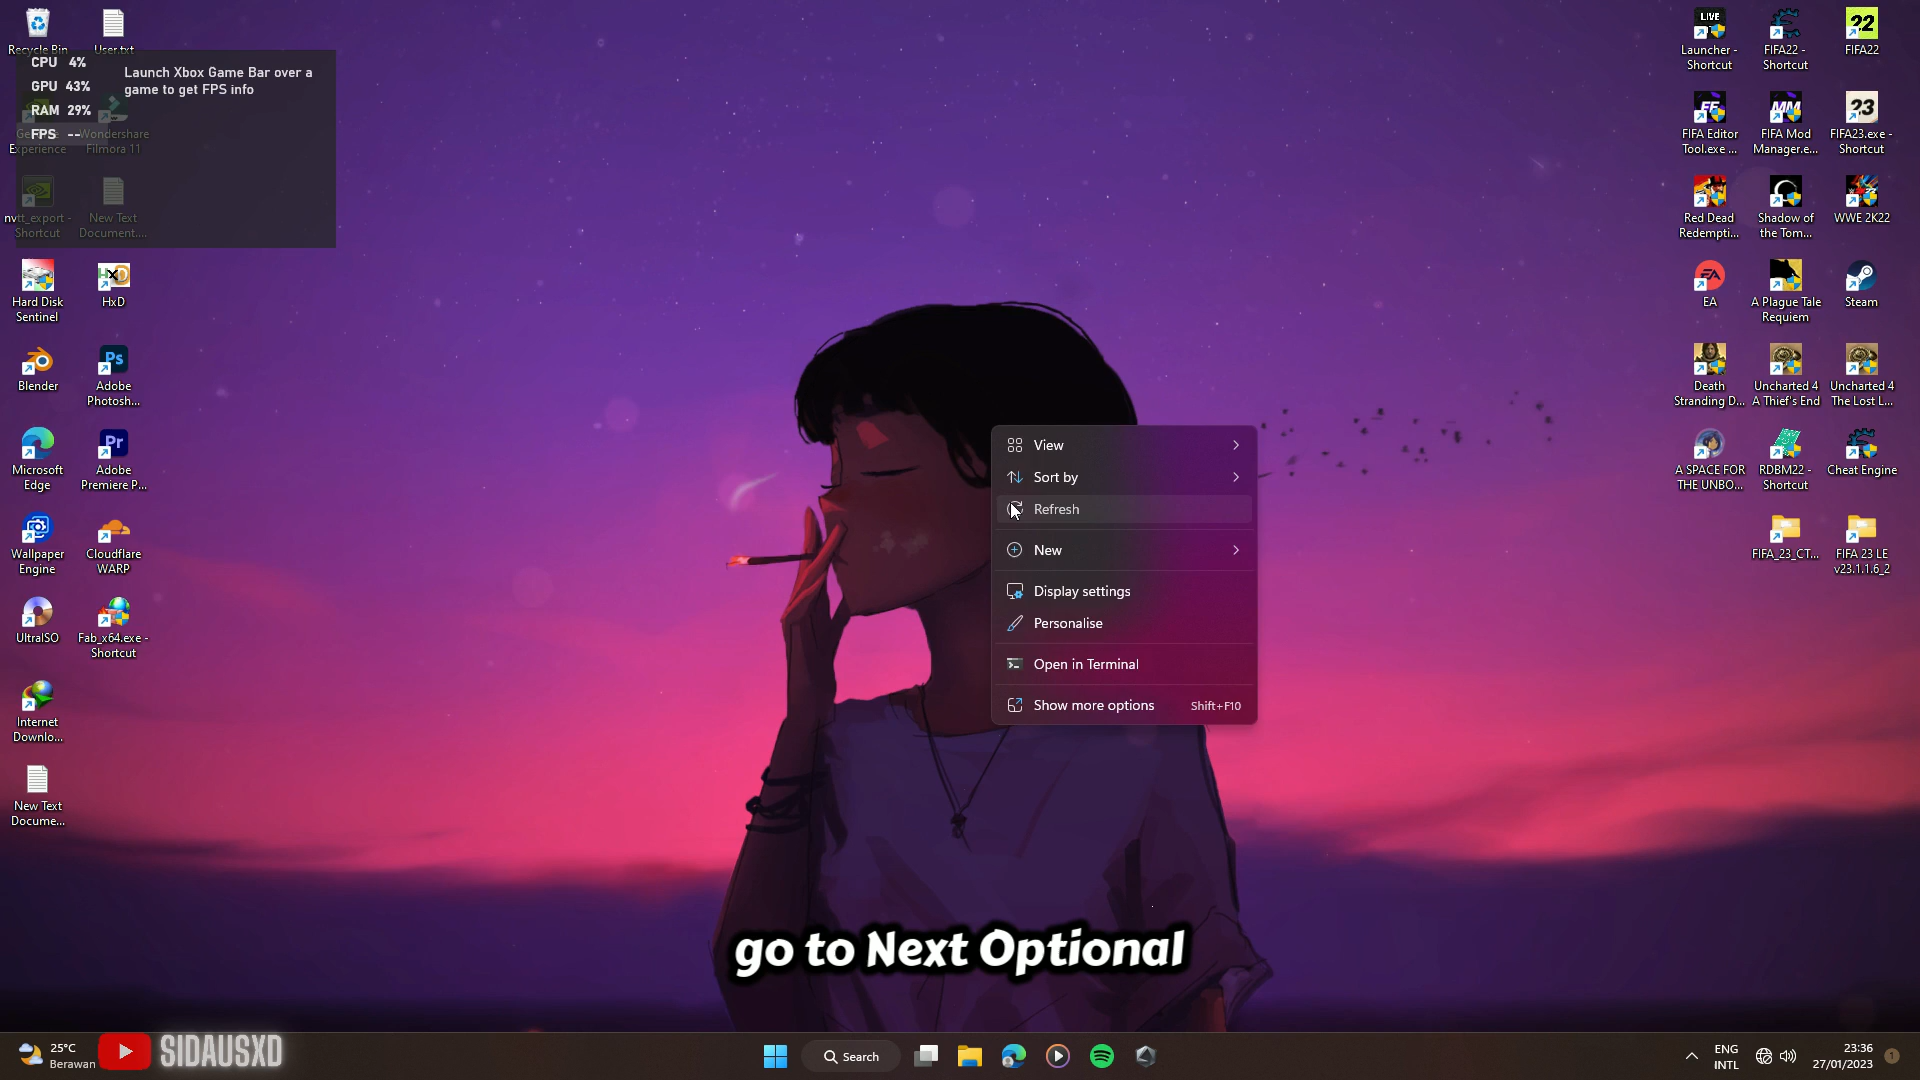 Recycle Bin
User.txt
CPU 4%
GPU 43%
RAM 29%
FPS --
Launch Xbox Game Bar over a
game to get FPS info
Experience
Wondershare
Filmora 11
nvtt_export -
Shortcut
New Text
Document....
Hard Disk
Sentinel
HxD
Blender
Adobe
Photosh...
Microsoft
Edge
Adobe
Premiere P...
Wallpaper
Engine
Cloudflare
WARP
UltraISO
Fab_x64.exe -
Shortcut
Internet
Downlo...
New Text
Docume...
View
Sort by
Refresh
New
Display settings
Personalise
Open in Terminal
Show more options Shift+F10
LIVE
Launcher -
Shortcut
FIFA22 -
Shortcut
22
FIFA22
FIFA Editor
Tool.exe ...
FIFA Mod
Manager.e...
23
FIFA23.exe -
Shortcut
Red Dead
Redempti...
Shadow of
the Tom...
WWE 2K22
EA
A Plague Tale
Requiem
Steam
Death
Stranding D...
Uncharted 4
A Thief's End
Uncharted 4
The Lost L...
A SPACE FOR
THE UNBO...
RDBM22 -
Shortcut
Cheat Engine
FIFA_23_CT...
FIFA 23 LE
v23.1.1.6_2
go to Next Optional
25°C
Berawan
SIDAUSXD
Search
ENG
INTL
23:36
27/01/2023
1